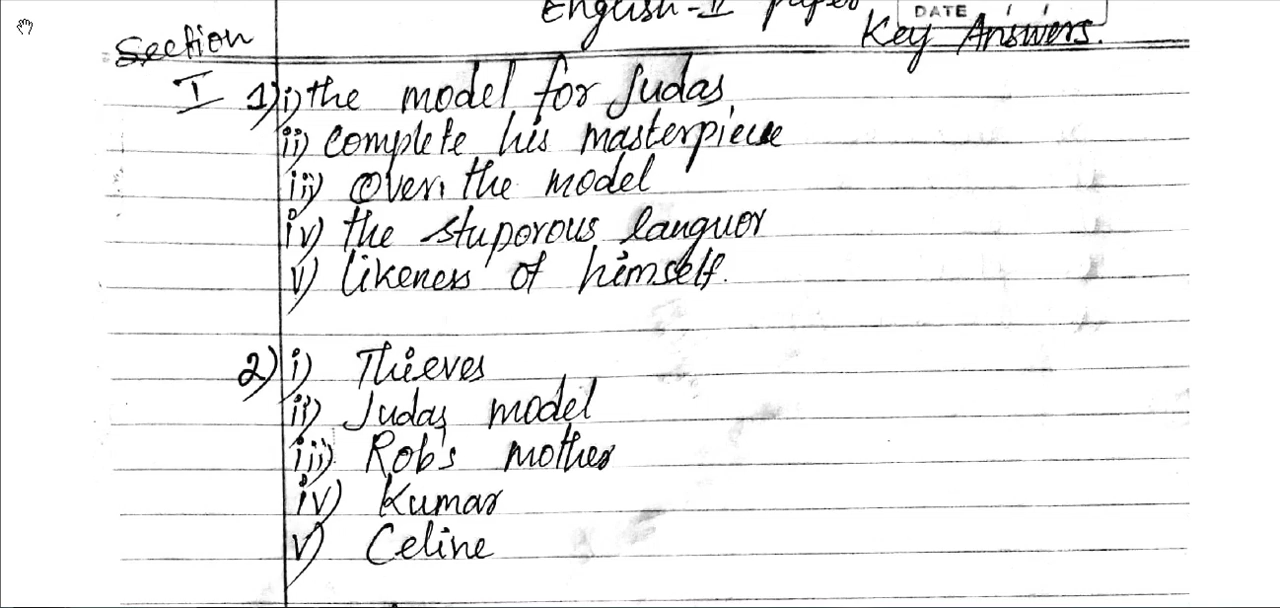 English-II paper
DATE / /
Key Answers.
Section
I 1) i) the model for Judas
ii) complete his masterpiece
iii) over the model
iv) the stuporous languor
v) likeness of himself.
2) i) Thieves
ii) Judas model
iii) Rob's mother
iv) Kumar
v) Celine